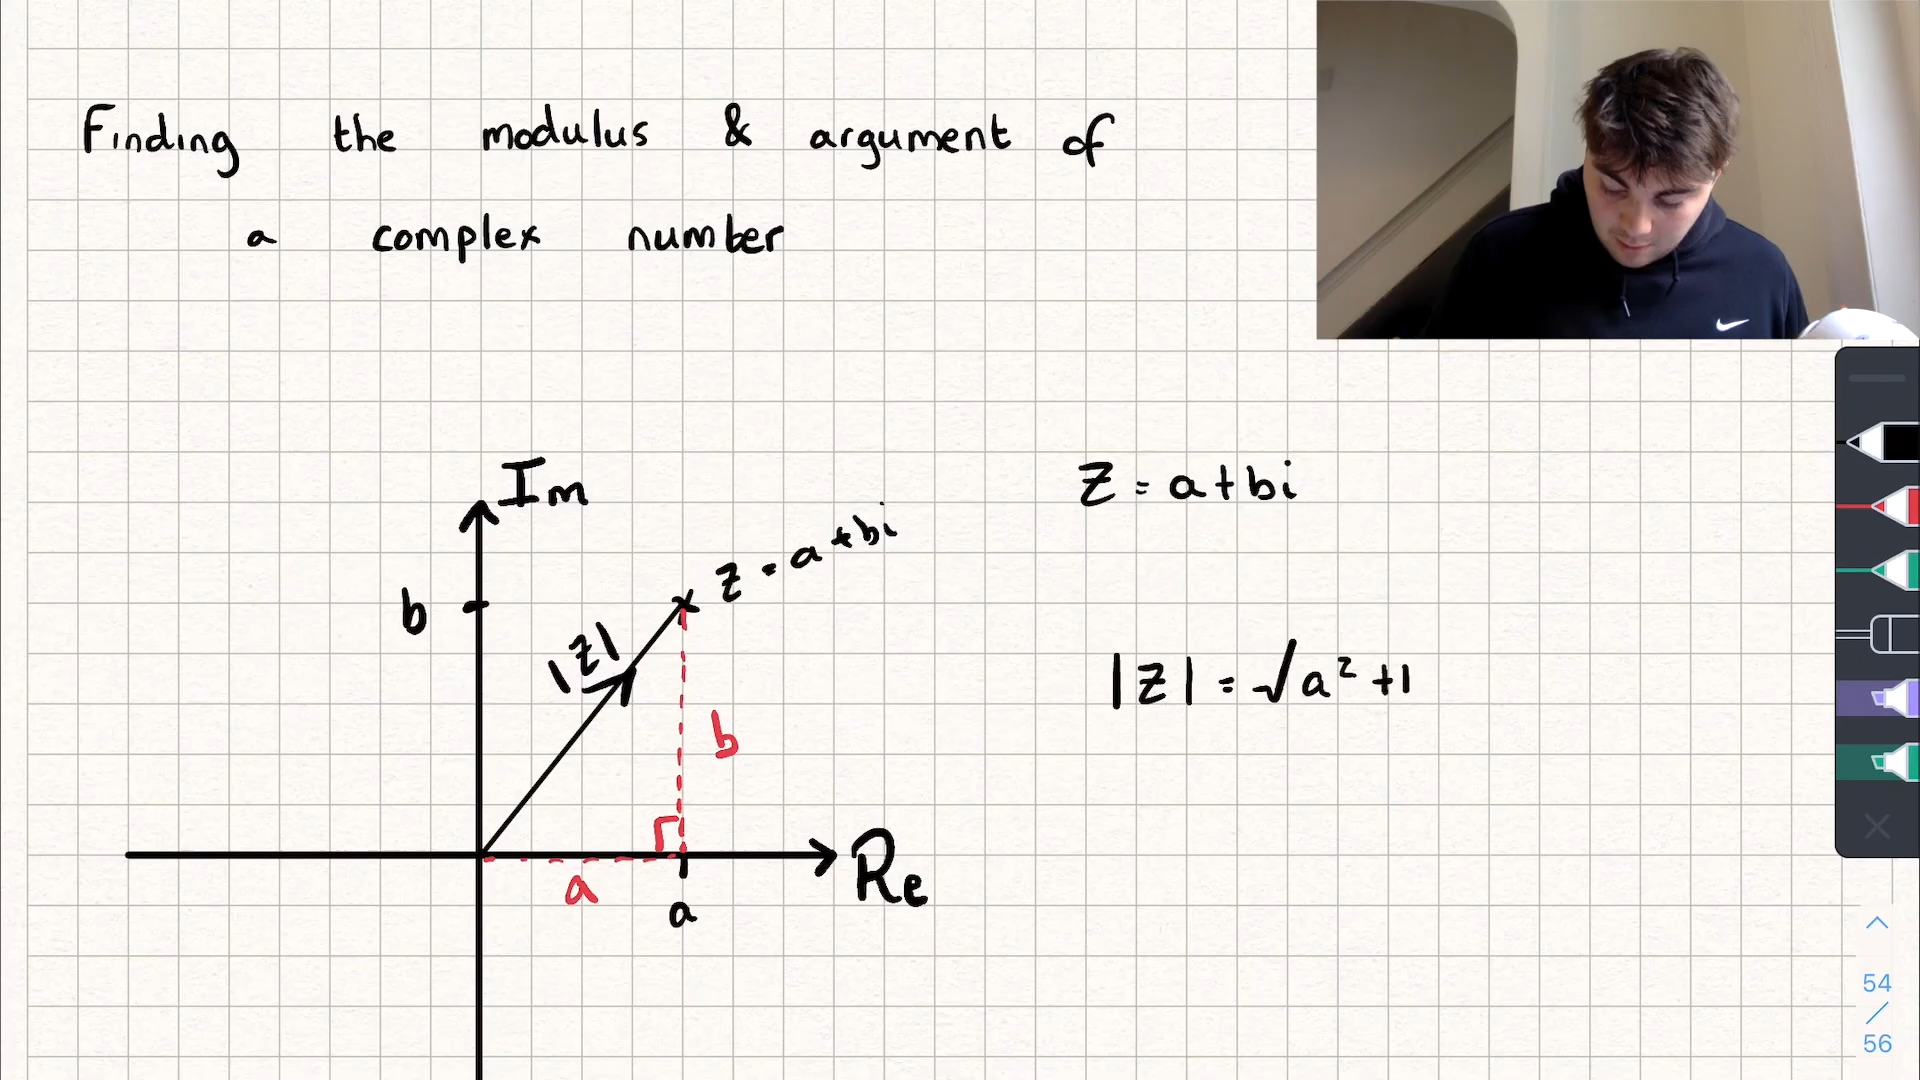 Finding the modulus & argument of
a complex number
Im
z = a + bi
z = a + bi
b
|z|
|z| = √a² + 1
b
Re
a
a
54
/
56